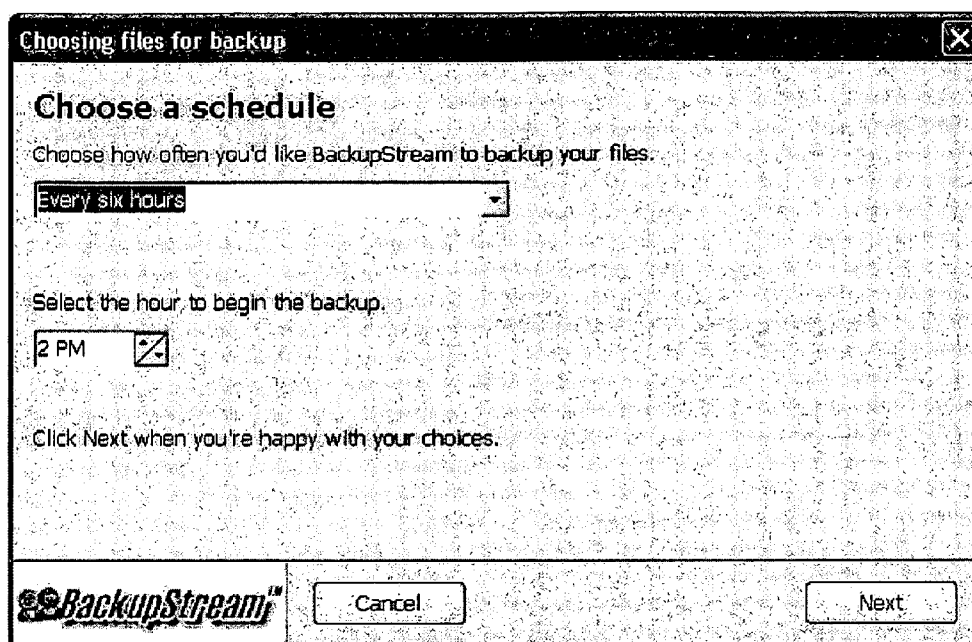 Choosing files for backup
Choose a schedule
Choose how often you'd like BackupStream to backup your files.
Every six hours
Select the hour to begin the backup.
2 PM
Click Next when you're happy with your choices.
BackupStream™
Cancel
Next